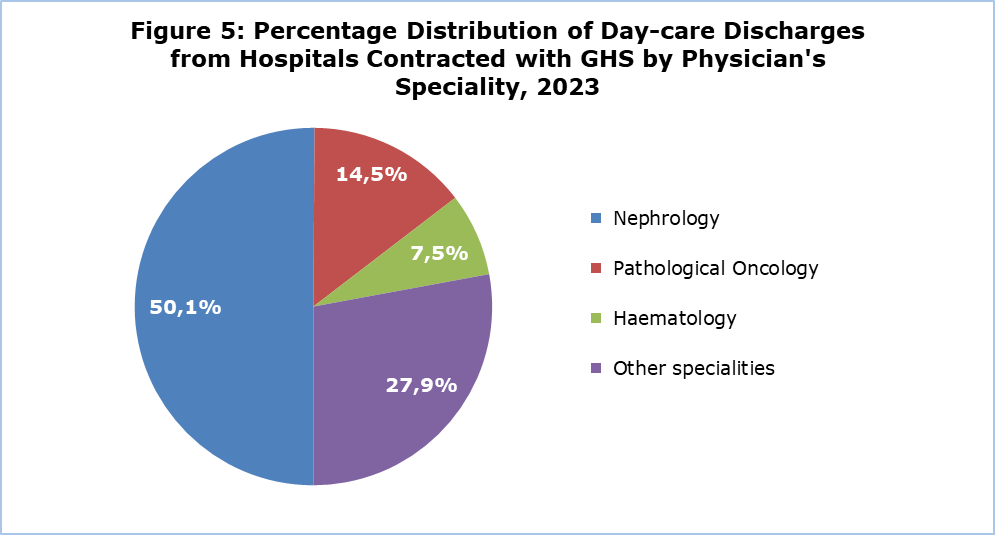 Figure 5: Percentage Distribution of Day-care Discharges
from Hospitals Contracted with GHS by Physician's
Speciality, 2023
14,5%
7,5%
50,1%
27,9%
Nephrology
Pathological Oncology
Haematology
Other specialities